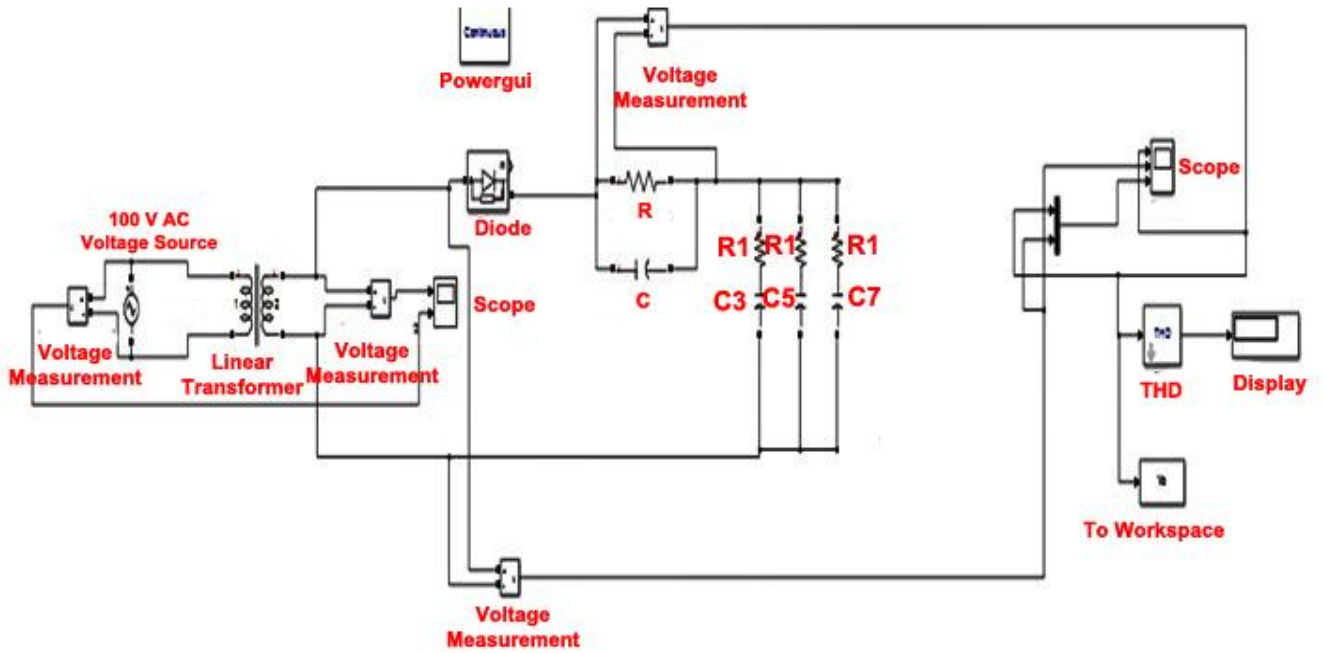 Continuous
Powergui
Voltage
Measurement
Scope
R
Diode
100 V AC
Voltage Source
R1
R1
R1
C
C3
C5
C7
Scope
Voltage
Measurement
Linear
Transformer
Voltage
Measurement
THD
THD
Display
To Workspace
Voltage
Measurement